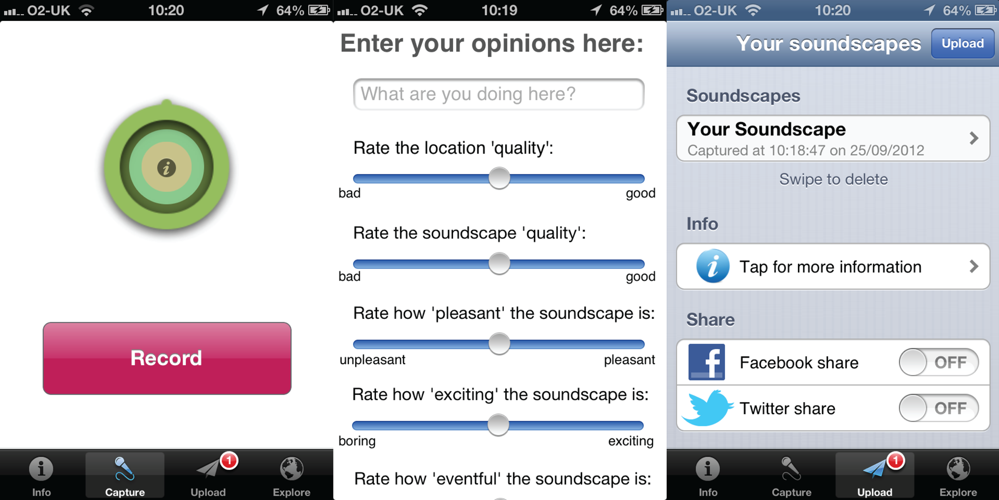 O2-UK 10:20 64%
Record
Info
Capture
Upload
1
Explore
O2-UK 10:19 64%
Enter your opinions here:
What are you doing here?
Rate the location 'quality':
bad good
Rate the soundscape 'quality':
bad good
Rate how 'pleasant' the soundscape is:
unpleasant pleasant
Rate how 'exciting' the soundscape is:
boring exciting
Rate how 'eventful' the soundscape is:
O2-UK 10:20 64%
Your soundscapes Upload
Soundscapes
Your Soundscape
Captured at 10:18:47 on 25/09/2012
Swipe to delete
Info
Tap for more information
Share
Facebook share OFF
Twitter share OFF
Info
Capture
Upload
1
Explore